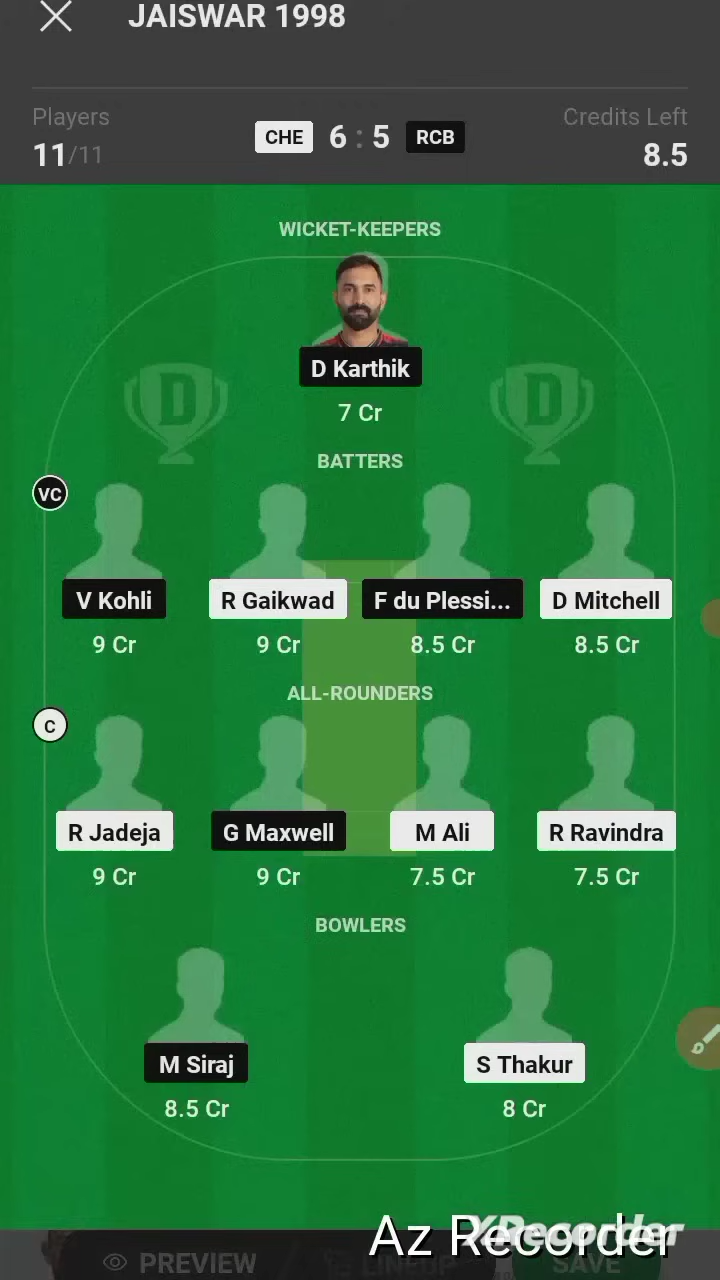 JAISWAR 1998
Players
Credits Left
CHE 6 : 5 RCB
11/11
8.5
WICKET-KEEPERS
D Karthik
7 Cr
D
D
BATTERS
VC
V Kohli R Gaikwad F du Plessi... D Mitchell
9 Cr 9 Cr 8.5 Cr 8.5 Cr
ALL-ROUNDERS
C
R Jadeja G Maxwell M Ali R Ravindra
9 Cr 9 Cr 7.5 Cr 7.5 Cr
BOWLERS
M Siraj S Thakur
8.5 Cr 8 Cr
Az Recorder
XRecorder
PREVIEW LINEUP SAVE